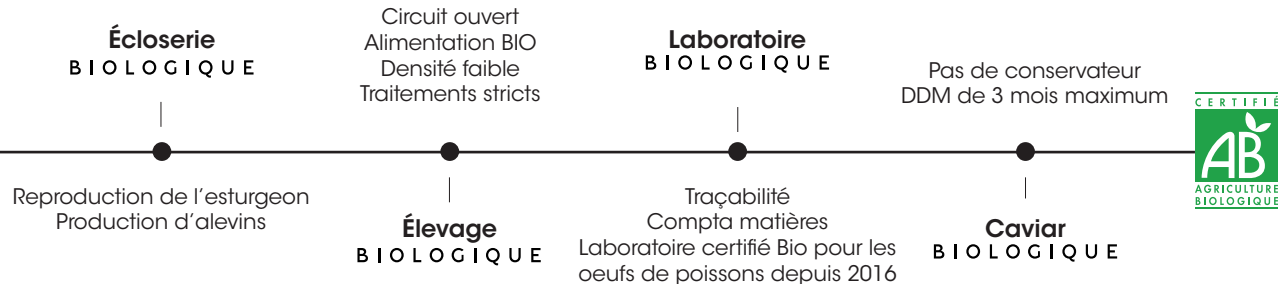 Écloserie
BIOLOGIQUE
Reproduction de l'esturgeon
Production d'alevins
Circuit ouvert
Alimentation BIO
Densité faible
Traitements stricts
Élevage
BIOLOGIQUE
Laboratoire
BIOLOGIQUE
Traçabilité
Compta matières
Laboratoire certifié Bio pour les
oeufs de poissons depuis 2016
Pas de conservateur
DDM de 3 mois maximum
Caviar
BIOLOGIQUE
CERTIFIÉ
AB
AGRICULTURE
BIOLOGIQUE